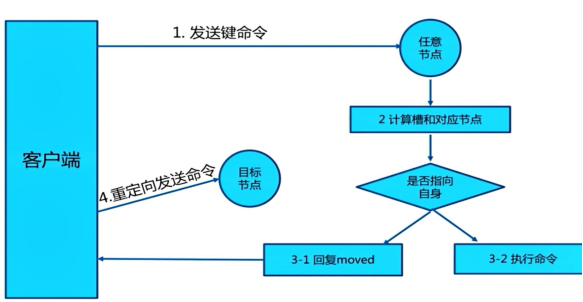 1. 发送键命令
任意
节点
2 计算槽和对应节点
客户端
4.重定向发送命令
目标
节点
是否指向
自身
3-1 回复moved
3-2 执行命令